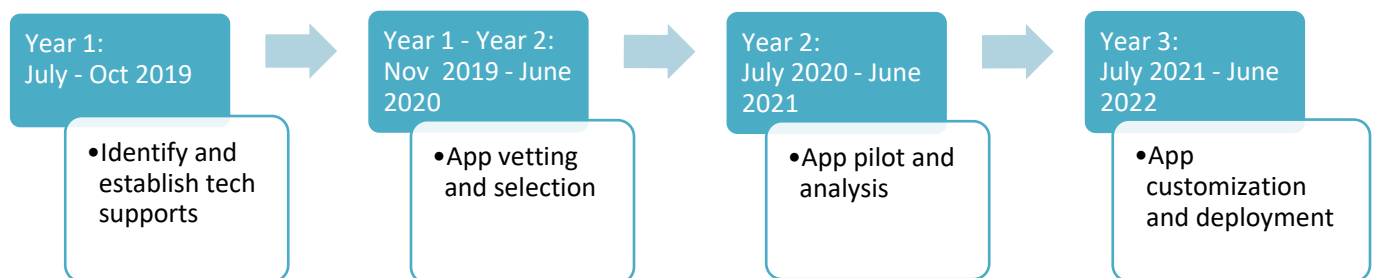 Year 1:
July - Oct 2019
•Identify and
establish tech
supports
Year 1 - Year 2:
Nov  2019 - June
2020
•App vetting
and selection
Year 2:
July 2020 - June
2021
•App pilot and
analysis
Year 3:
July 2021 - June
2022
•App
customization
and deployment